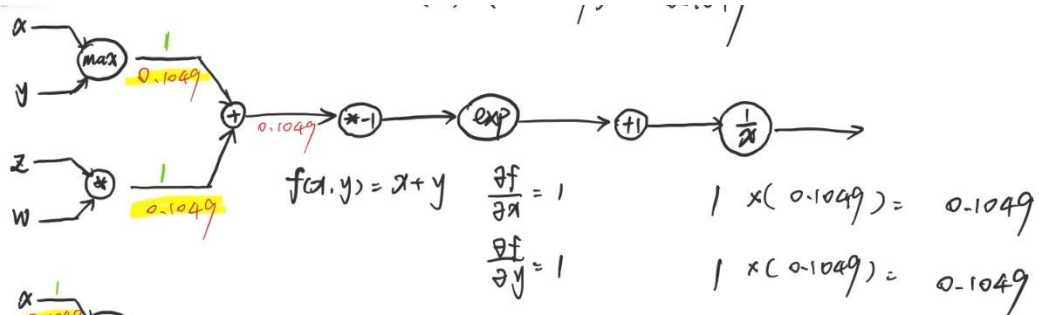 x
max
1
0.1049
y
+
0.1049
*-1
exp
+1
1/x
z
*
1
0.1049
w
f(x,y) = x+y
∂f/∂x = 1
1 x( 0.1049) = 0.1049
∂f/∂y = 1
1 x( 0.1049) = 0.1049
x
1